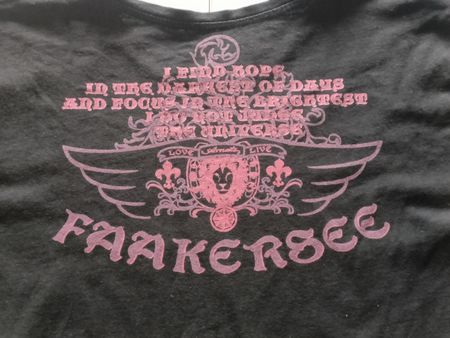 I FIND HOPE
IN THE DARKEST OF DAYS
AND FOCUS IN THE BRIGHTEST
I DO NOT JUDGE
THE UNIVERSE
LOVE
LIVE
FAAKERSEE